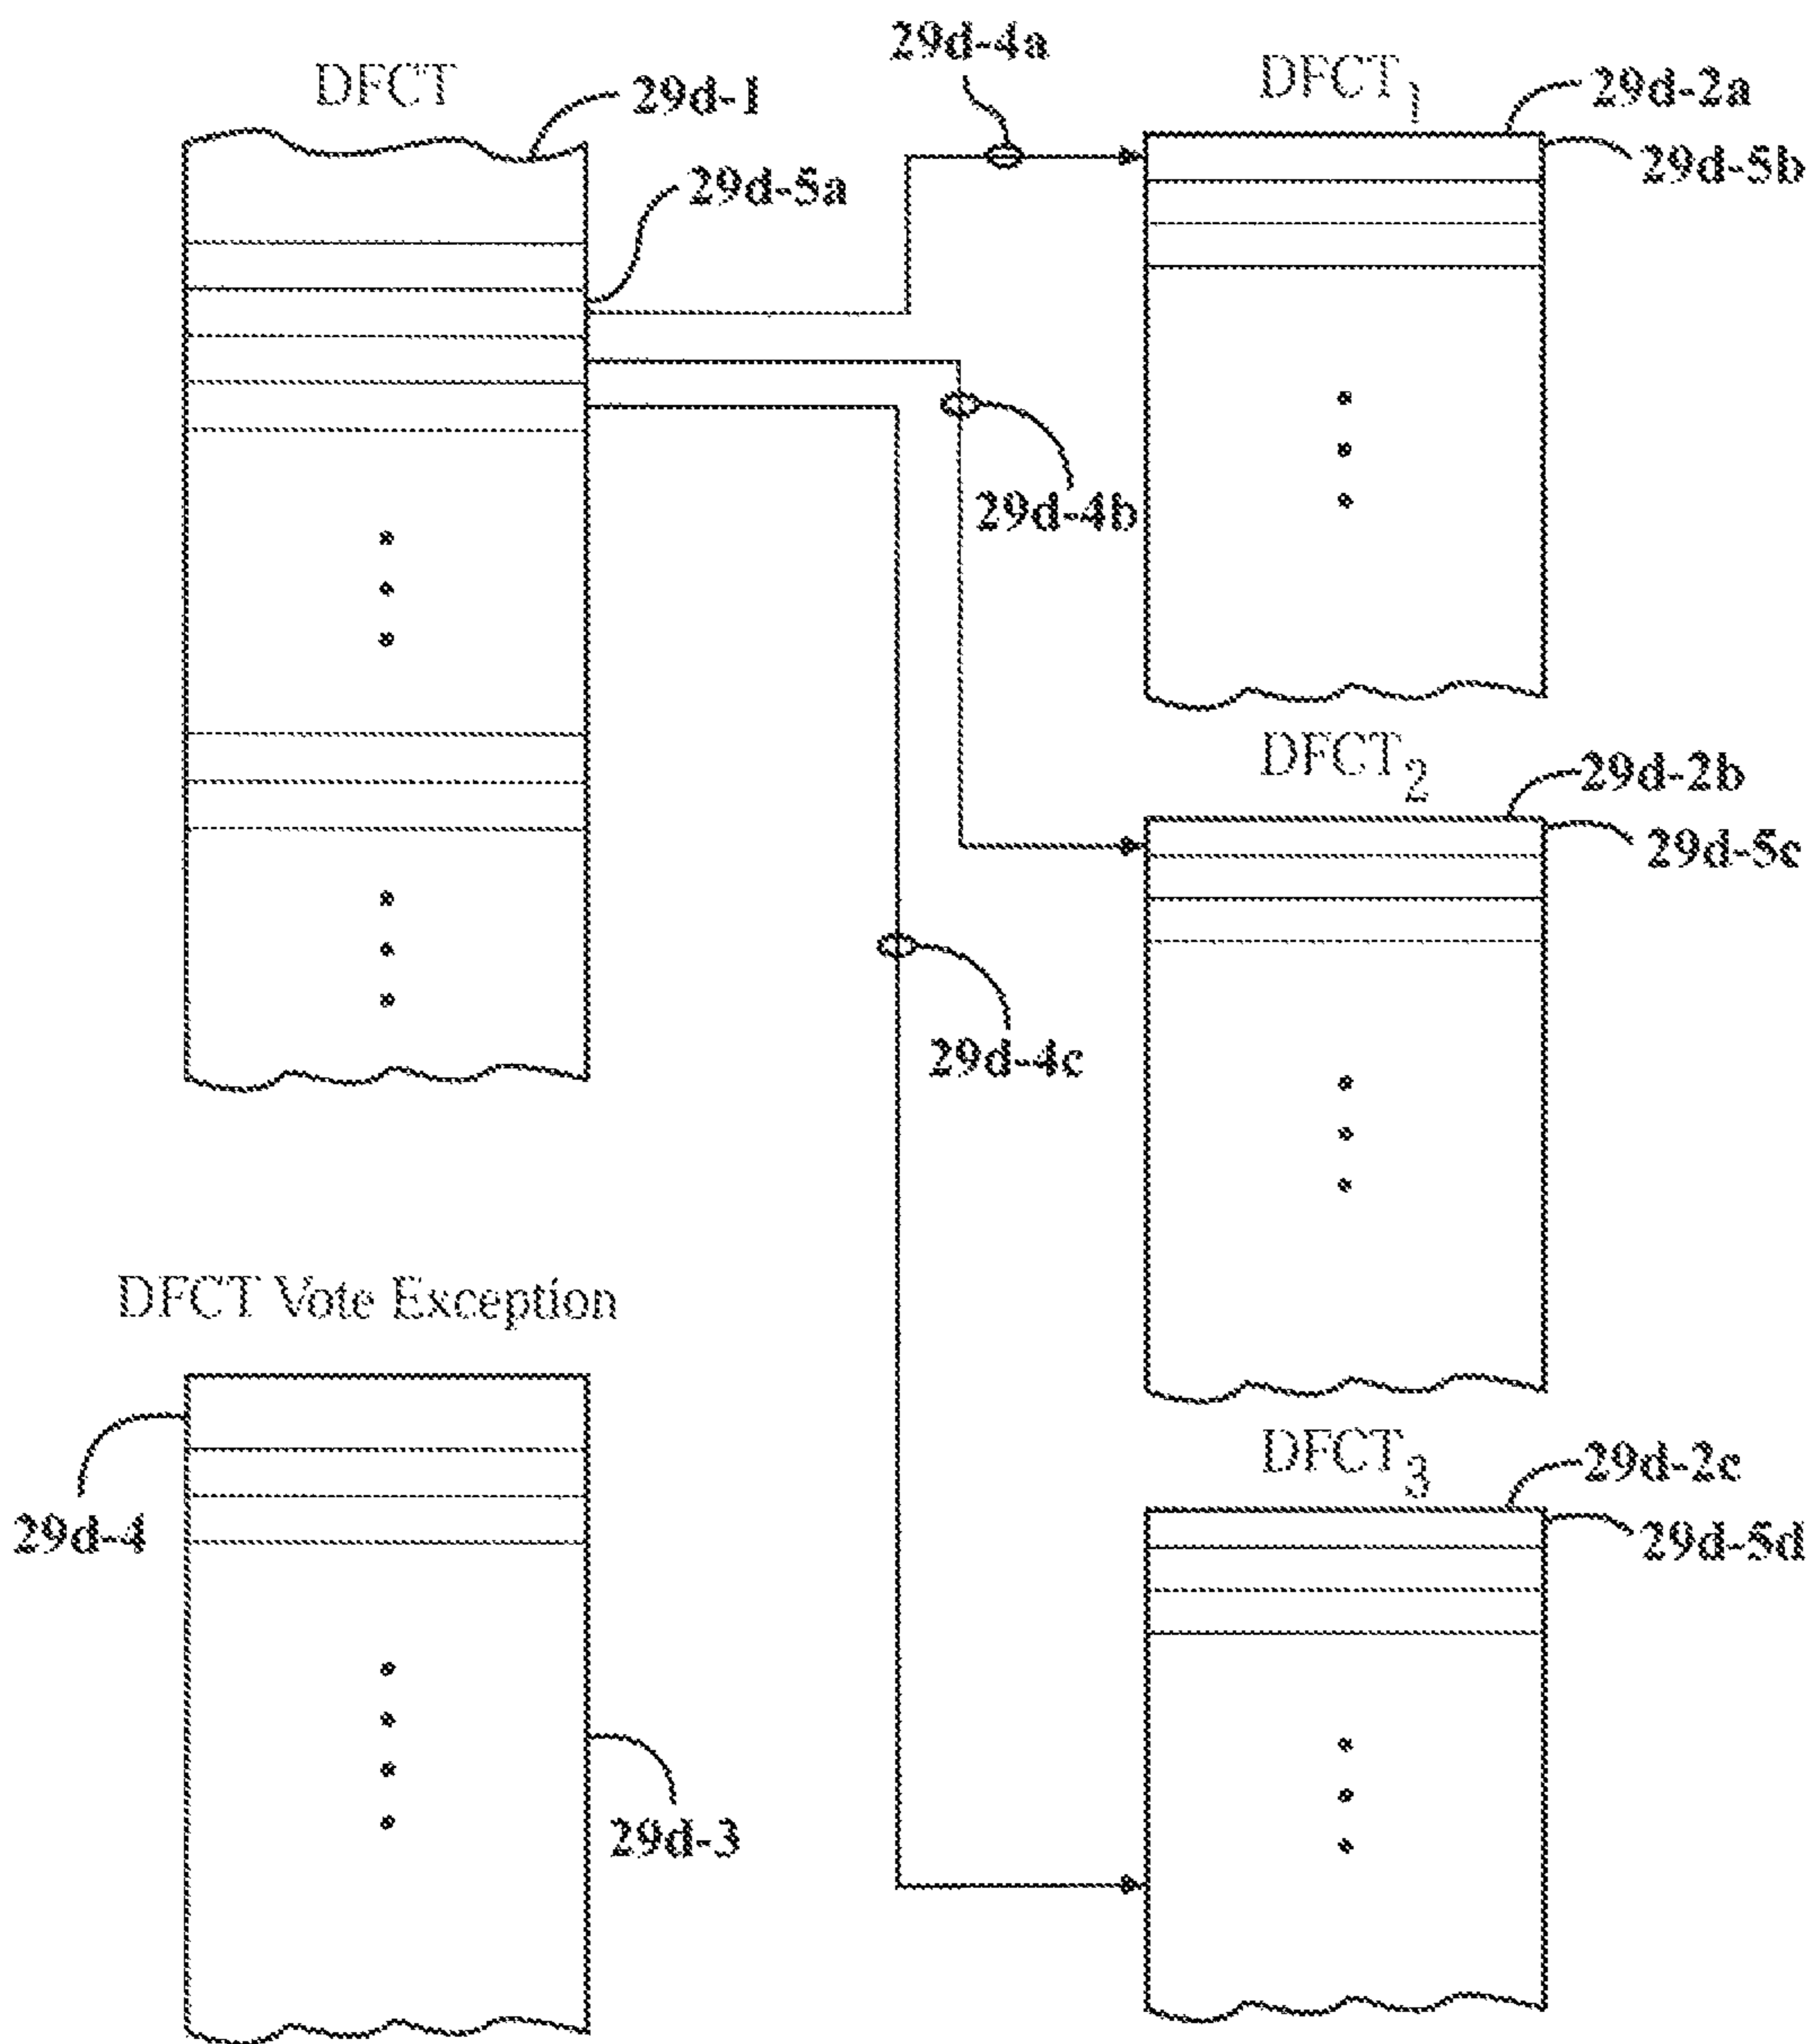 29d-4a
DFCT
DFCT1
29d-1
29d-2a
29d-5b
29d-5a
29d-4b
DFCT2
29d-2b
29d-5c
29d-4c
DFCT Vote Exception
DFCT3
29d-2c
29d-4
29d-5d
29d-3